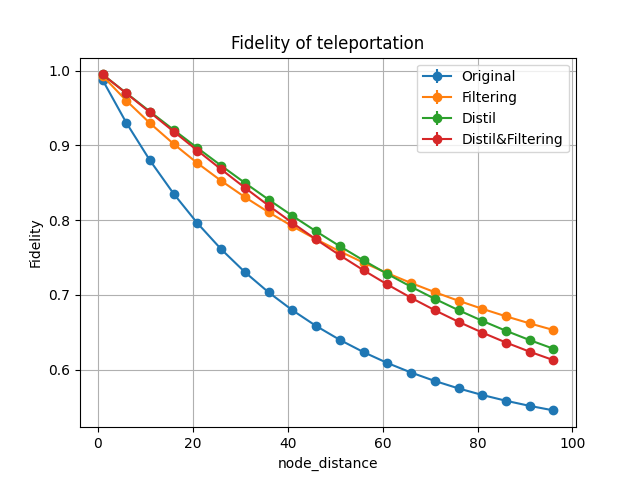 Fidelity of teleportation
Fidelity
1.0
0.9
0.8
0.7
0.6
Original
Filtering
Distil
Distil&Filtering
0 20 40 60 80 100
node_distance